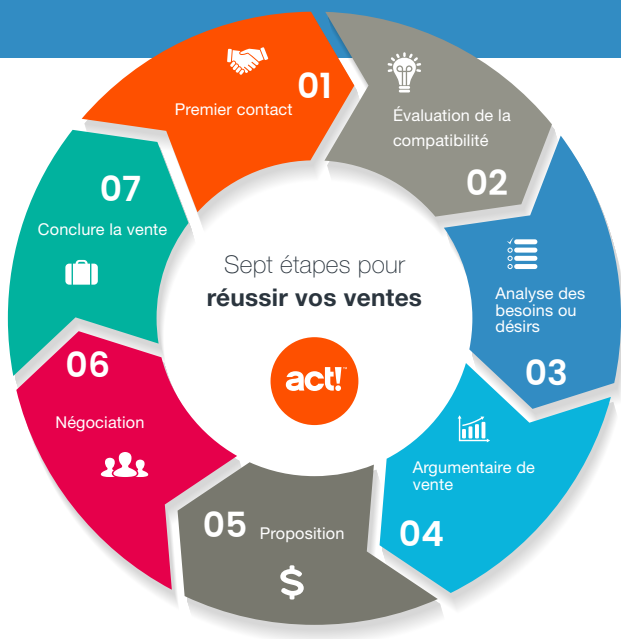 01
Premier contact
Évaluation de la
compatibilité
02
Analyse des
besoins ou
désirs
03
Argumentaire de
vente
04
05
Proposition
$
06
Négociation
07
Conclure la vente
Sept étapes pour
réussir vos ventes
act!